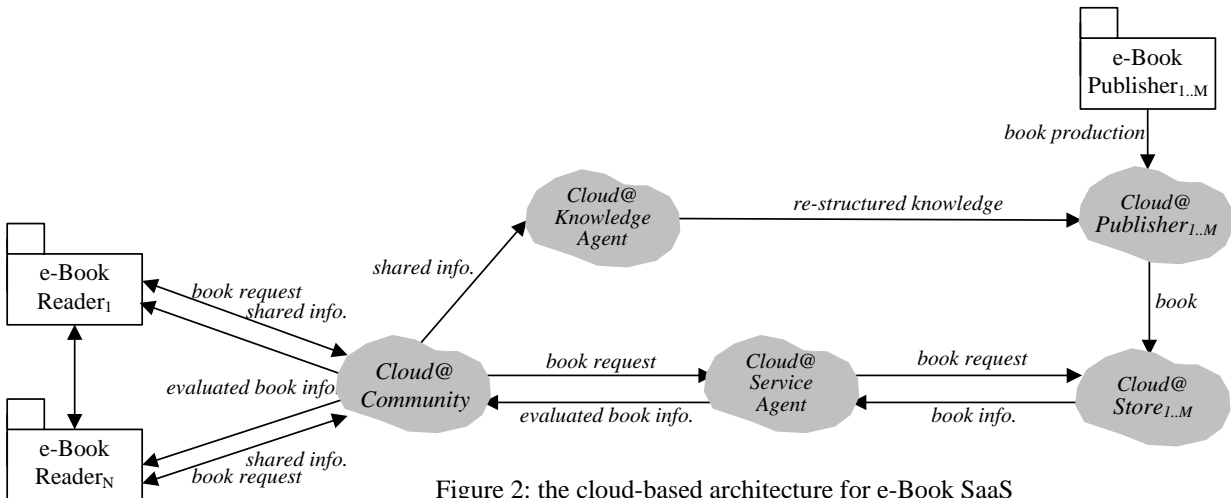 e-Book
Publisher1..M
book production
Cloud@
Knowledge
Agent
re-structured knowledge
Cloud@
Publisher1..M
shared info.
e-Book
Reader1
book request
shared info.
book
Cloud@
Community
book request
Cloud@
Service
Agent
book request
Cloud@
Store1..M
evaluated book info.
evaluated book info.
book info.
e-Book
ReaderN
shared info.
book request
Figure 2: the cloud-based architecture for e-Book SaaS